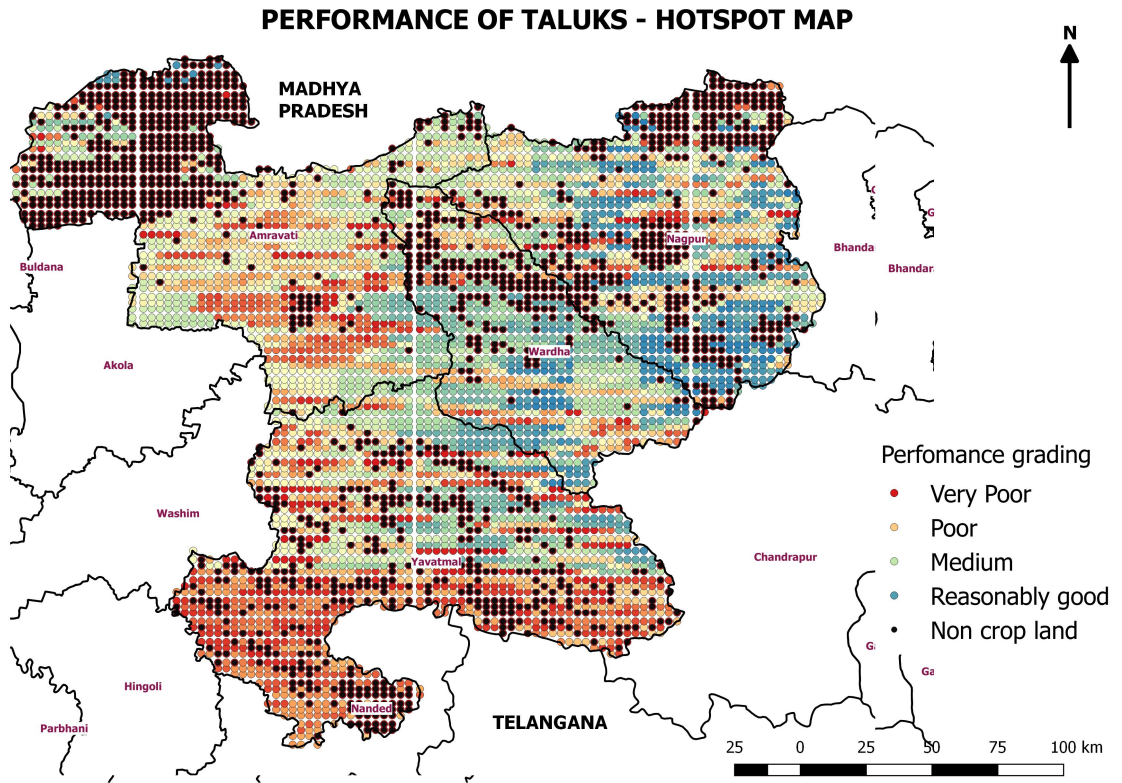 PERFORMANCE OF TALUKS - HOTSPOT MAP
N
MADHYA
PRADESH
Amravati
Nagpur
Bhanda
Buldana
Bhandar
G
Wardha
Akola
Perfomance grading
Very Poor
Poor
Medium
Reasonably good
Non crop land
Washim
Yavatmal
Chandrapur
Ga
Hingoli
Nanded
Parbhani
TELANGANA
25 0 25 50 75 100 km